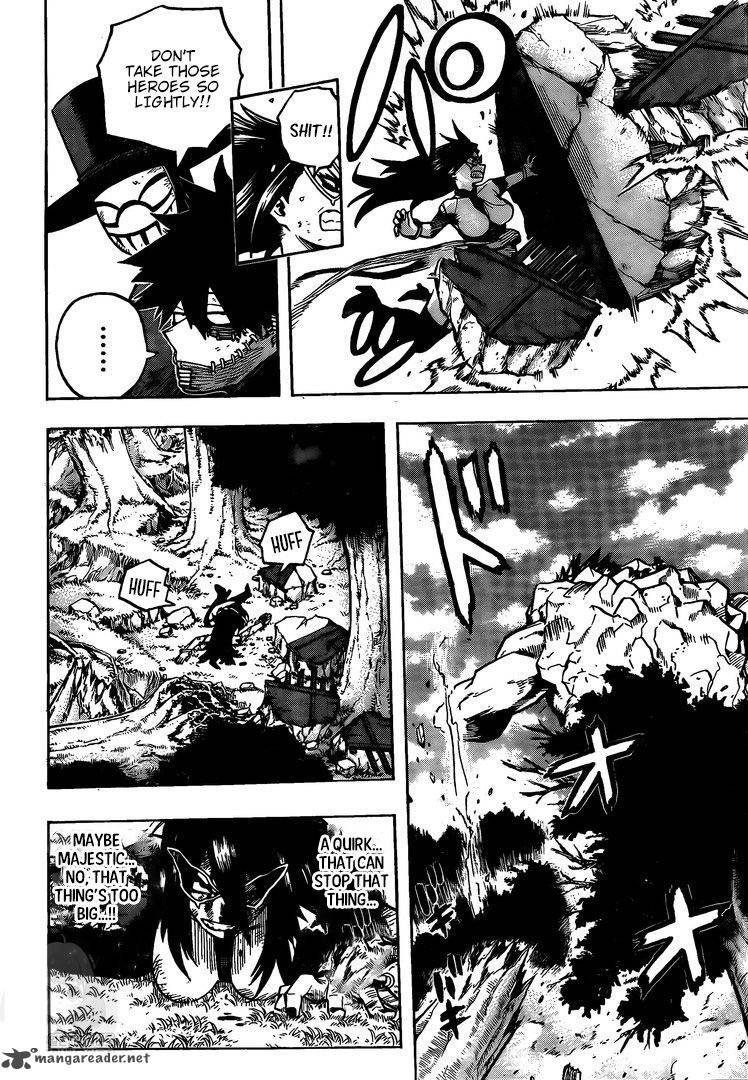 SHIT!!
DON'T
TAKE THOSE
HEROES SO
LIGHTLY!!
......
ド
オ
オ
HUFF
HUFF
A QUIRK...
...THAT CAN
STOP THAT
THING...
MAYBE
MAJESTIC...
NO, THAT
THING'S TOO
BIG...!!
mangareader.net